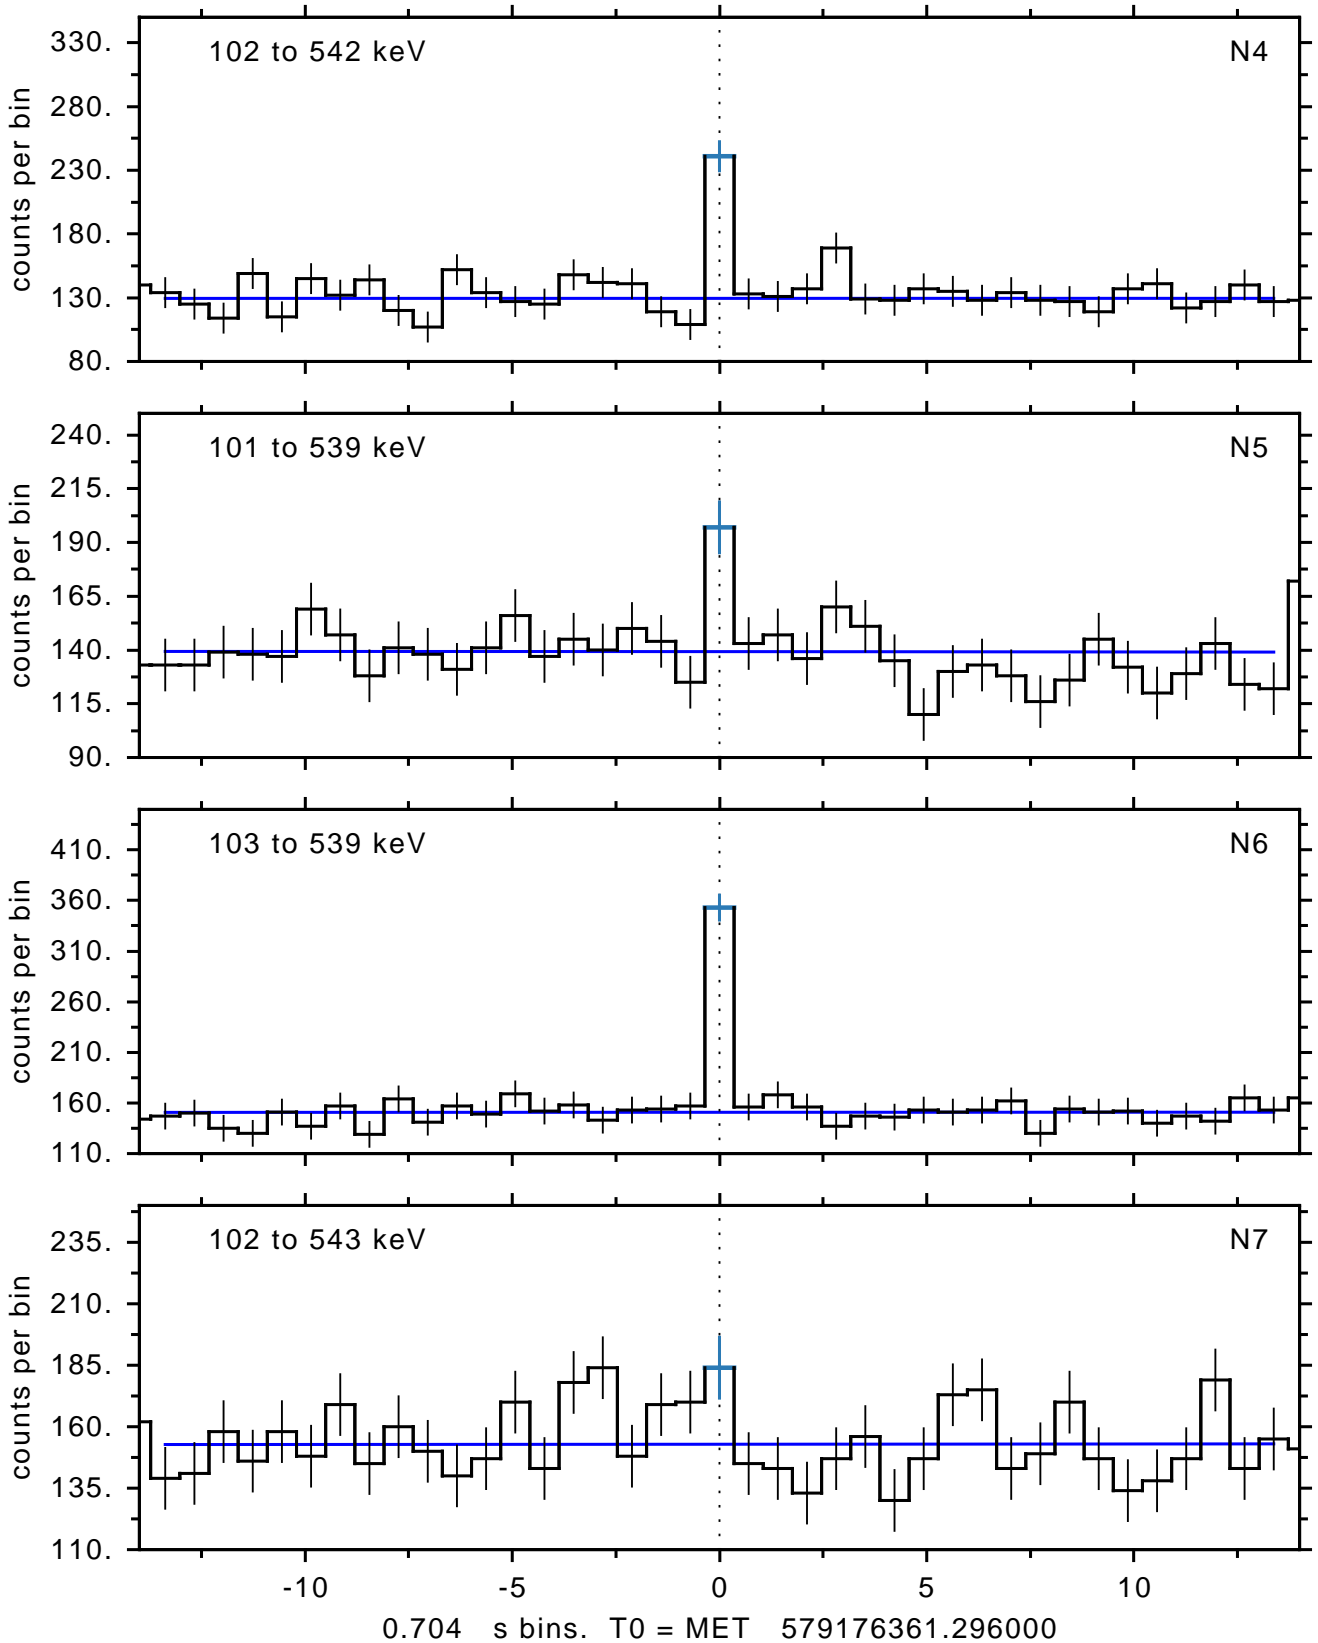 102 to 542 keV N4
counts per bin
330.
280.
230.
180.
130.
80.
101 to 539 keV N5
counts per bin
240.
215.
190.
165.
140.
115.
90.
103 to 539 keV N6
counts per bin
410.
360.
310.
260.
210.
160.
110.
102 to 543 keV N7
counts per bin
235.
210.
185.
160.
135.
110.
-10 -5 0 5 10
0.704 s bins. T0 = MET 579176361.296000